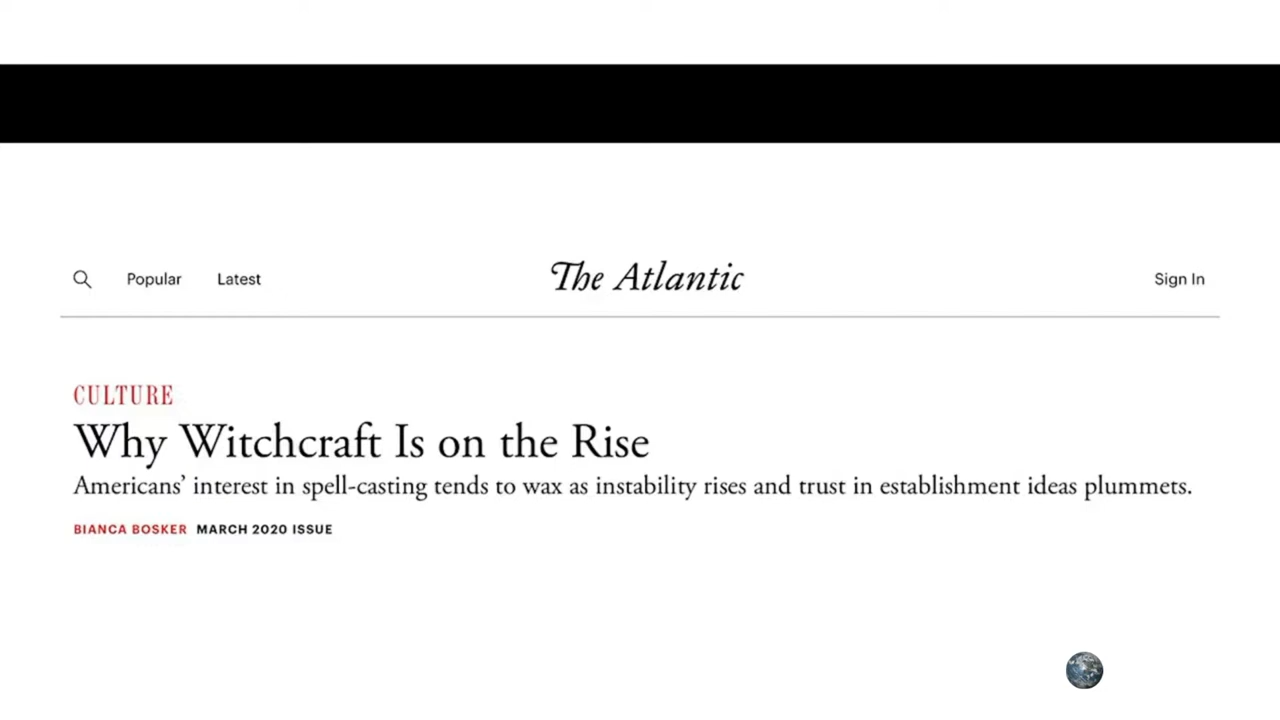 Popular Latest The Atlantic Sign In
CULTURE
Why Witchcraft Is on the Rise
Americans’ interest in spell-casting tends to wax as instability rises and trust in establishment ideas plummets.
BIANCA BOSKER MARCH 2020 ISSUE